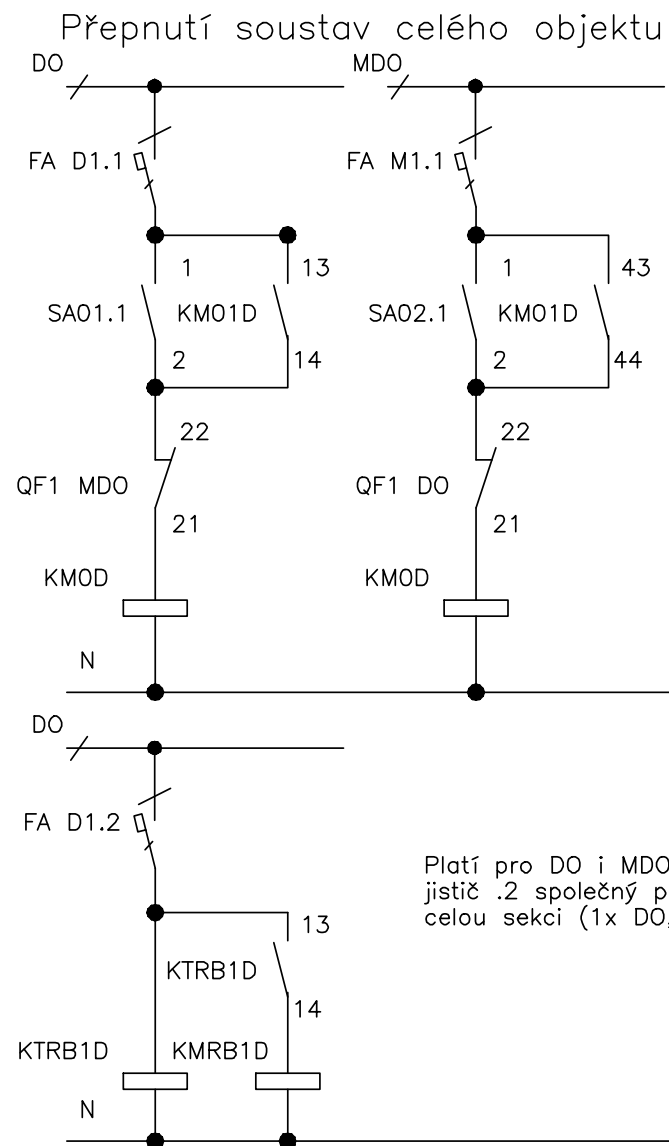 Přepnutí soustav celého objektu
DO
MDO
FA D1.1
FA M1.1
1
13
1
43
SA01.1
KM01D
SA02.1
KM01D
2
14
2
44
22
22
QF1 MDO
QF1 DO
21
21
KM0D
KM0D
N
DO
FA D1.2
Platí pro DO i MDO
jistič .2 společný
celou sekci (1x DO,
13
KTRB1D
14
KTRB1D
KMRB1D
N